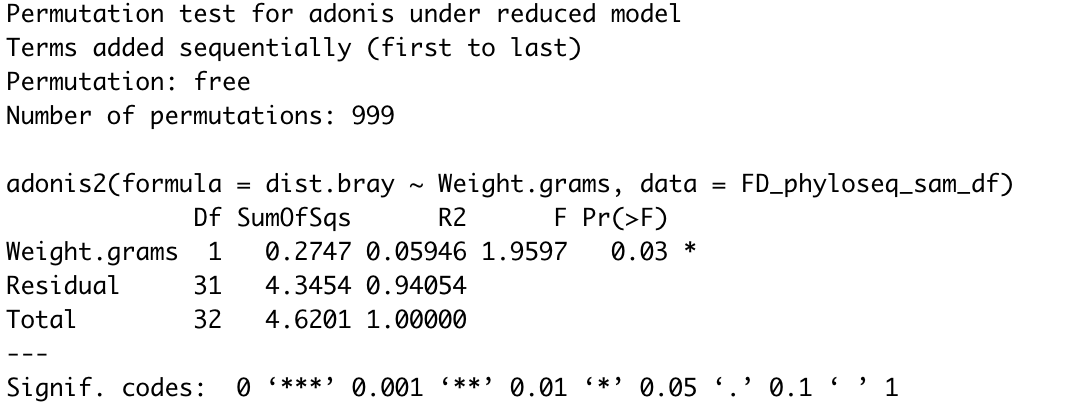 Permutation test for adonis under reduced model
Terms added sequentially (first to last)
Permutation: free
Number of permutations: 999

adonis2(formula = dist.bray ~ Weight.grams, data = FD_phyloseq_sam_df)
             Df SumOfSqs      R2      F Pr(>F)
Weight.grams  1   0.2747 0.05946 1.9597   0.03 *
Residual     31   4.3454 0.94054
Total        32   4.6201 1.00000
---
Signif. codes:  0 ‘***’ 0.001 ‘**’ 0.01 ‘*’ 0.05 ‘.’ 0.1 ‘ ’ 1